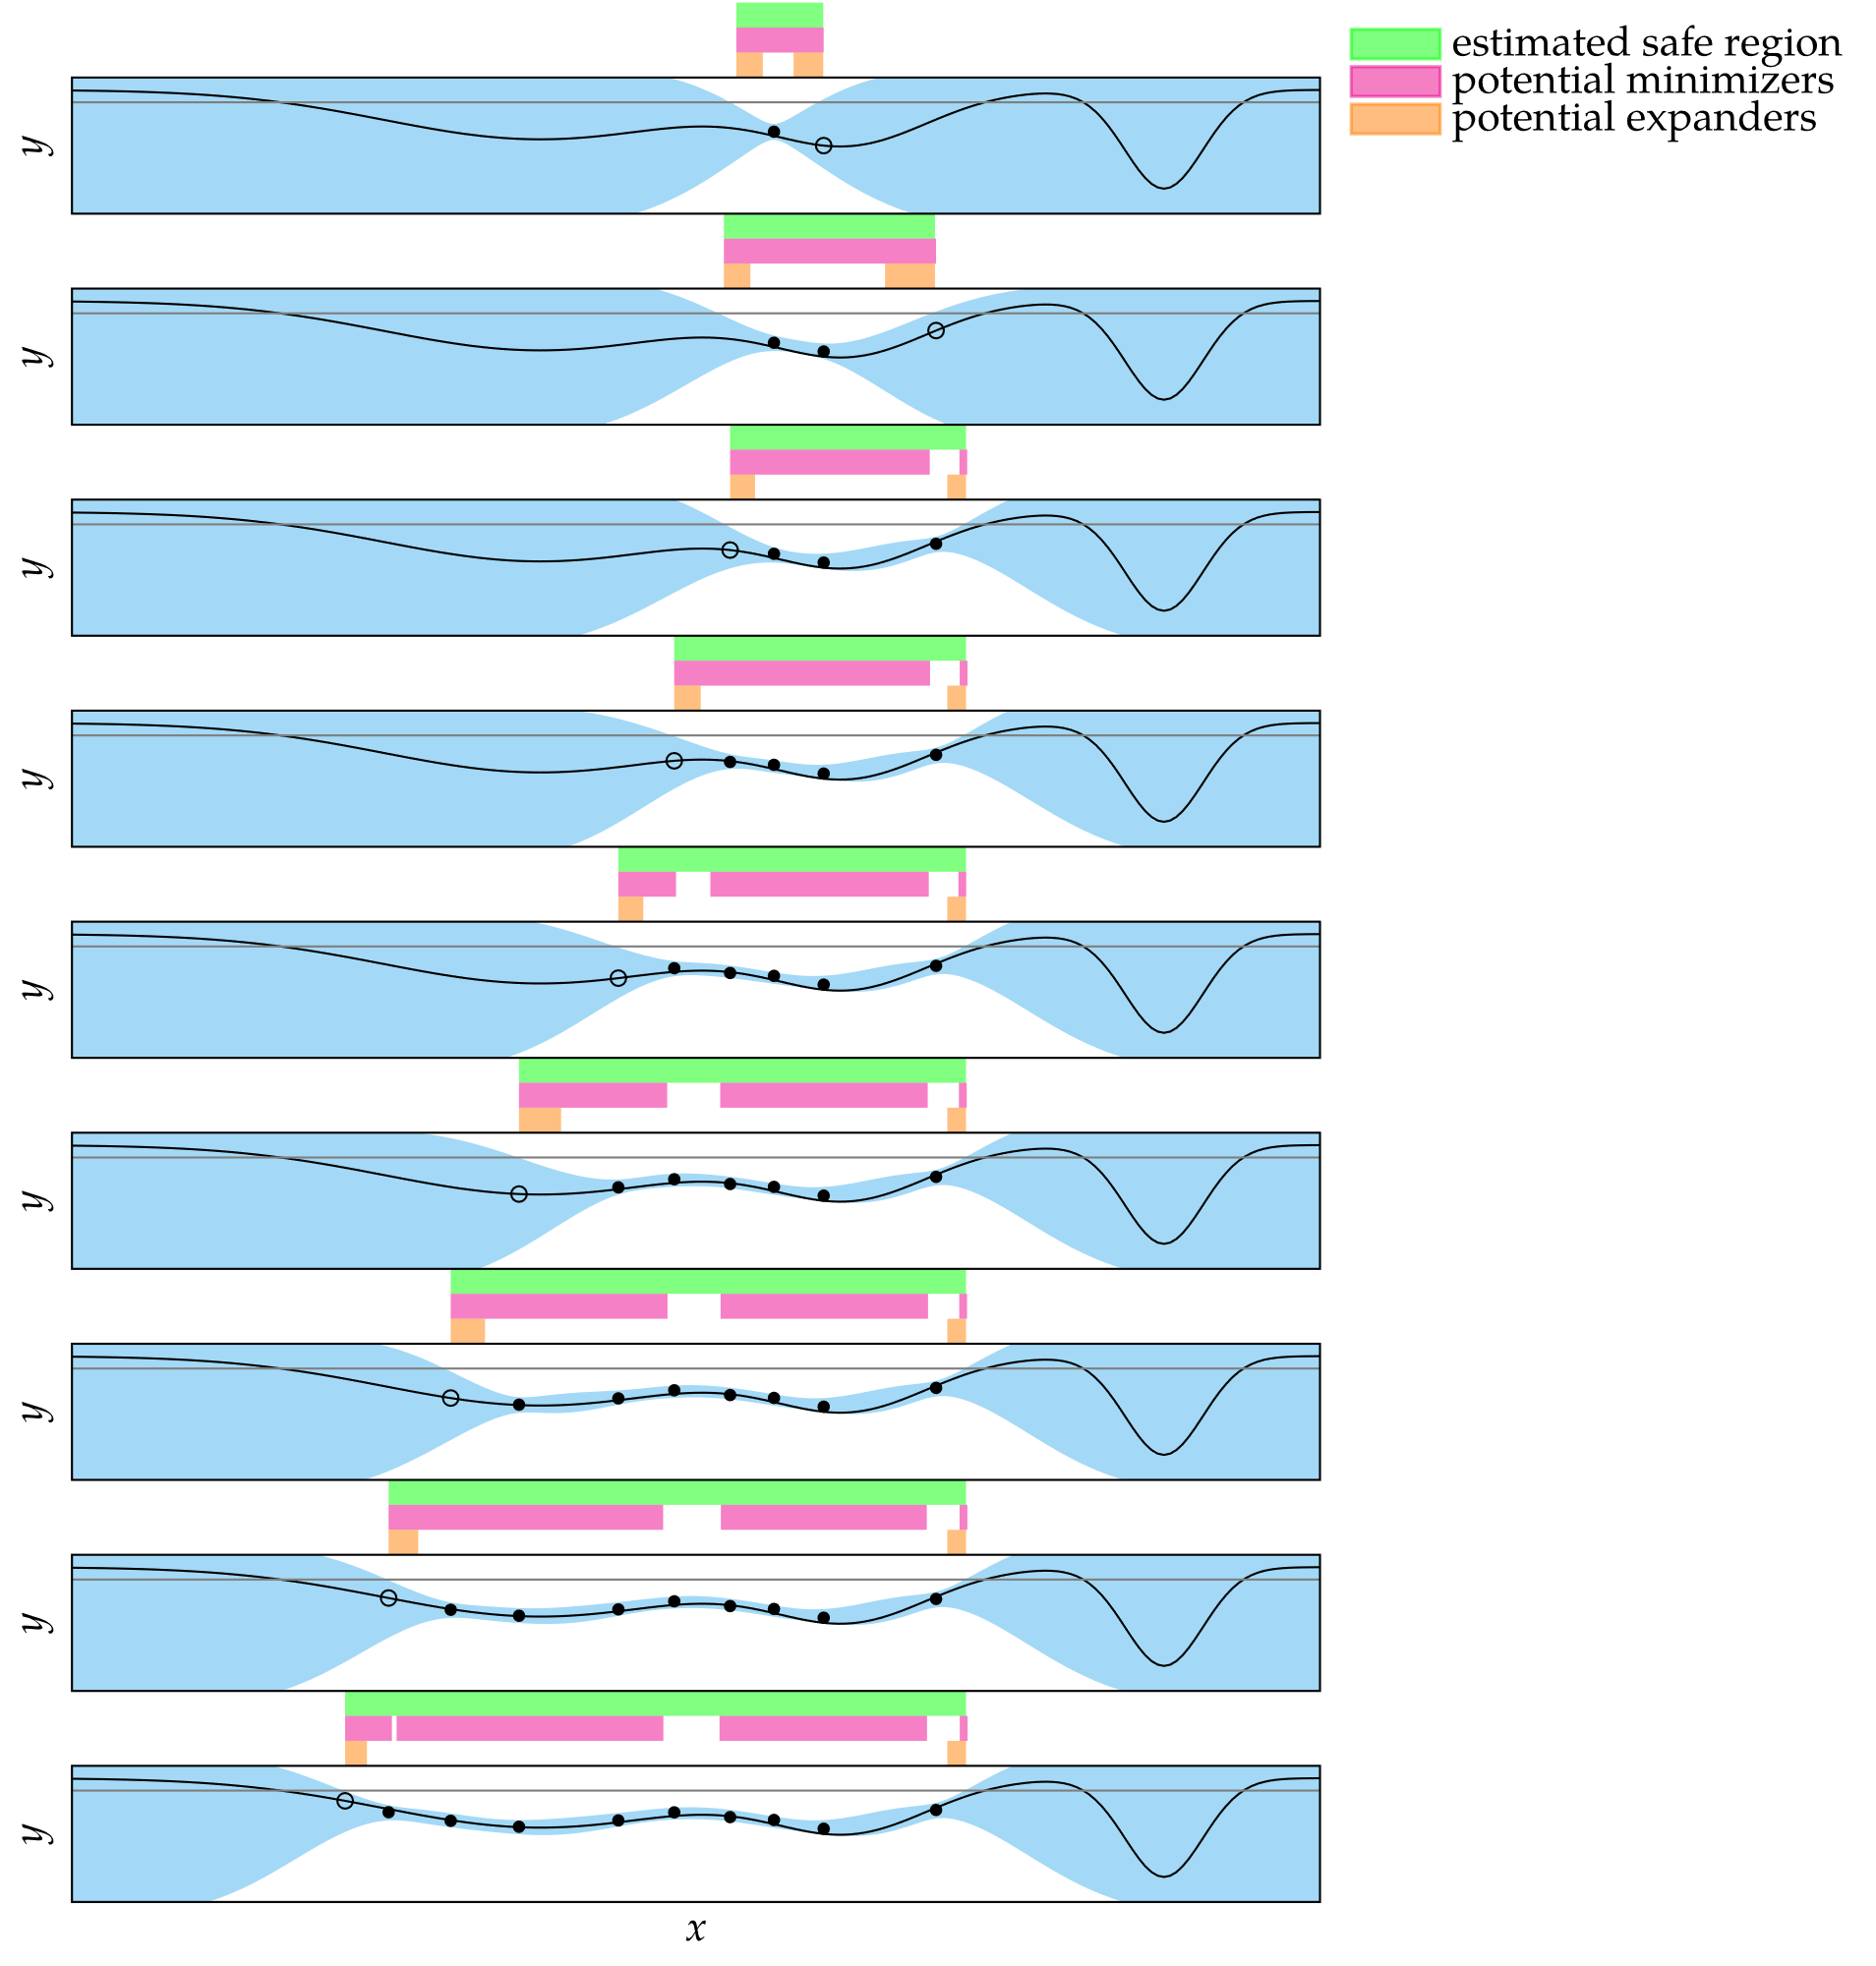 estimated safe region
potential minimizers
potential expanders
y
y
y
y
y
y
y
y
y
x